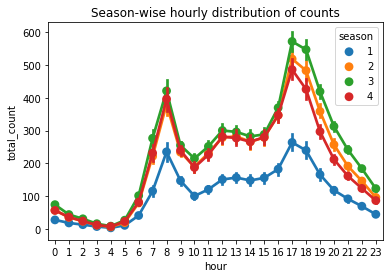 Season-wise hourly distribution of counts
season
1
2
3
4
total_count
600
500
400
300
200
100
0
0 1 2 3 4 5 6 7 8 9 10 11 12 13 14 15 16 17 18 19 20 21 22 23
hour